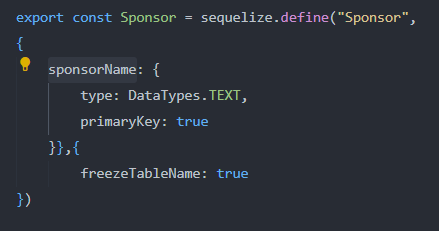 export const Sponsor = sequelize.define("Sponsor",
{
    sponsorName: {
        type: DataTypes.TEXT,
        primaryKey: true
    }},{
        freezeTableName: true
})